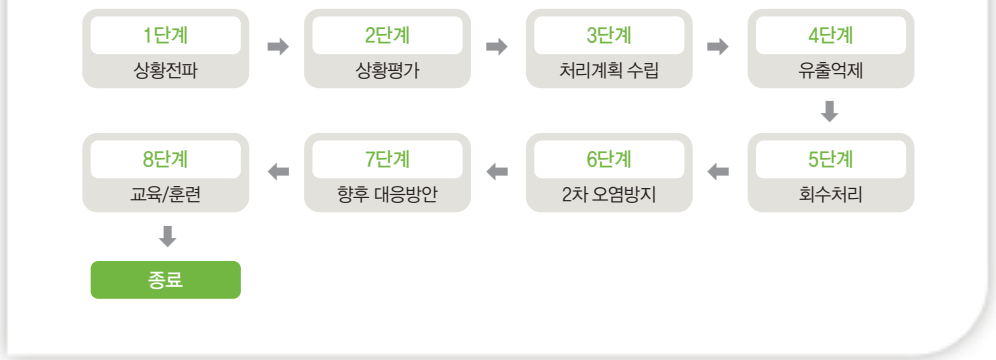 1단계
상황전파
2단계
상황평가
3단계
처리계획 수립
4단계
유출억제
5단계
회수처리
6단계
2차 오염방지
7단계
향후 대응방안
8단계
교육/훈련
종료